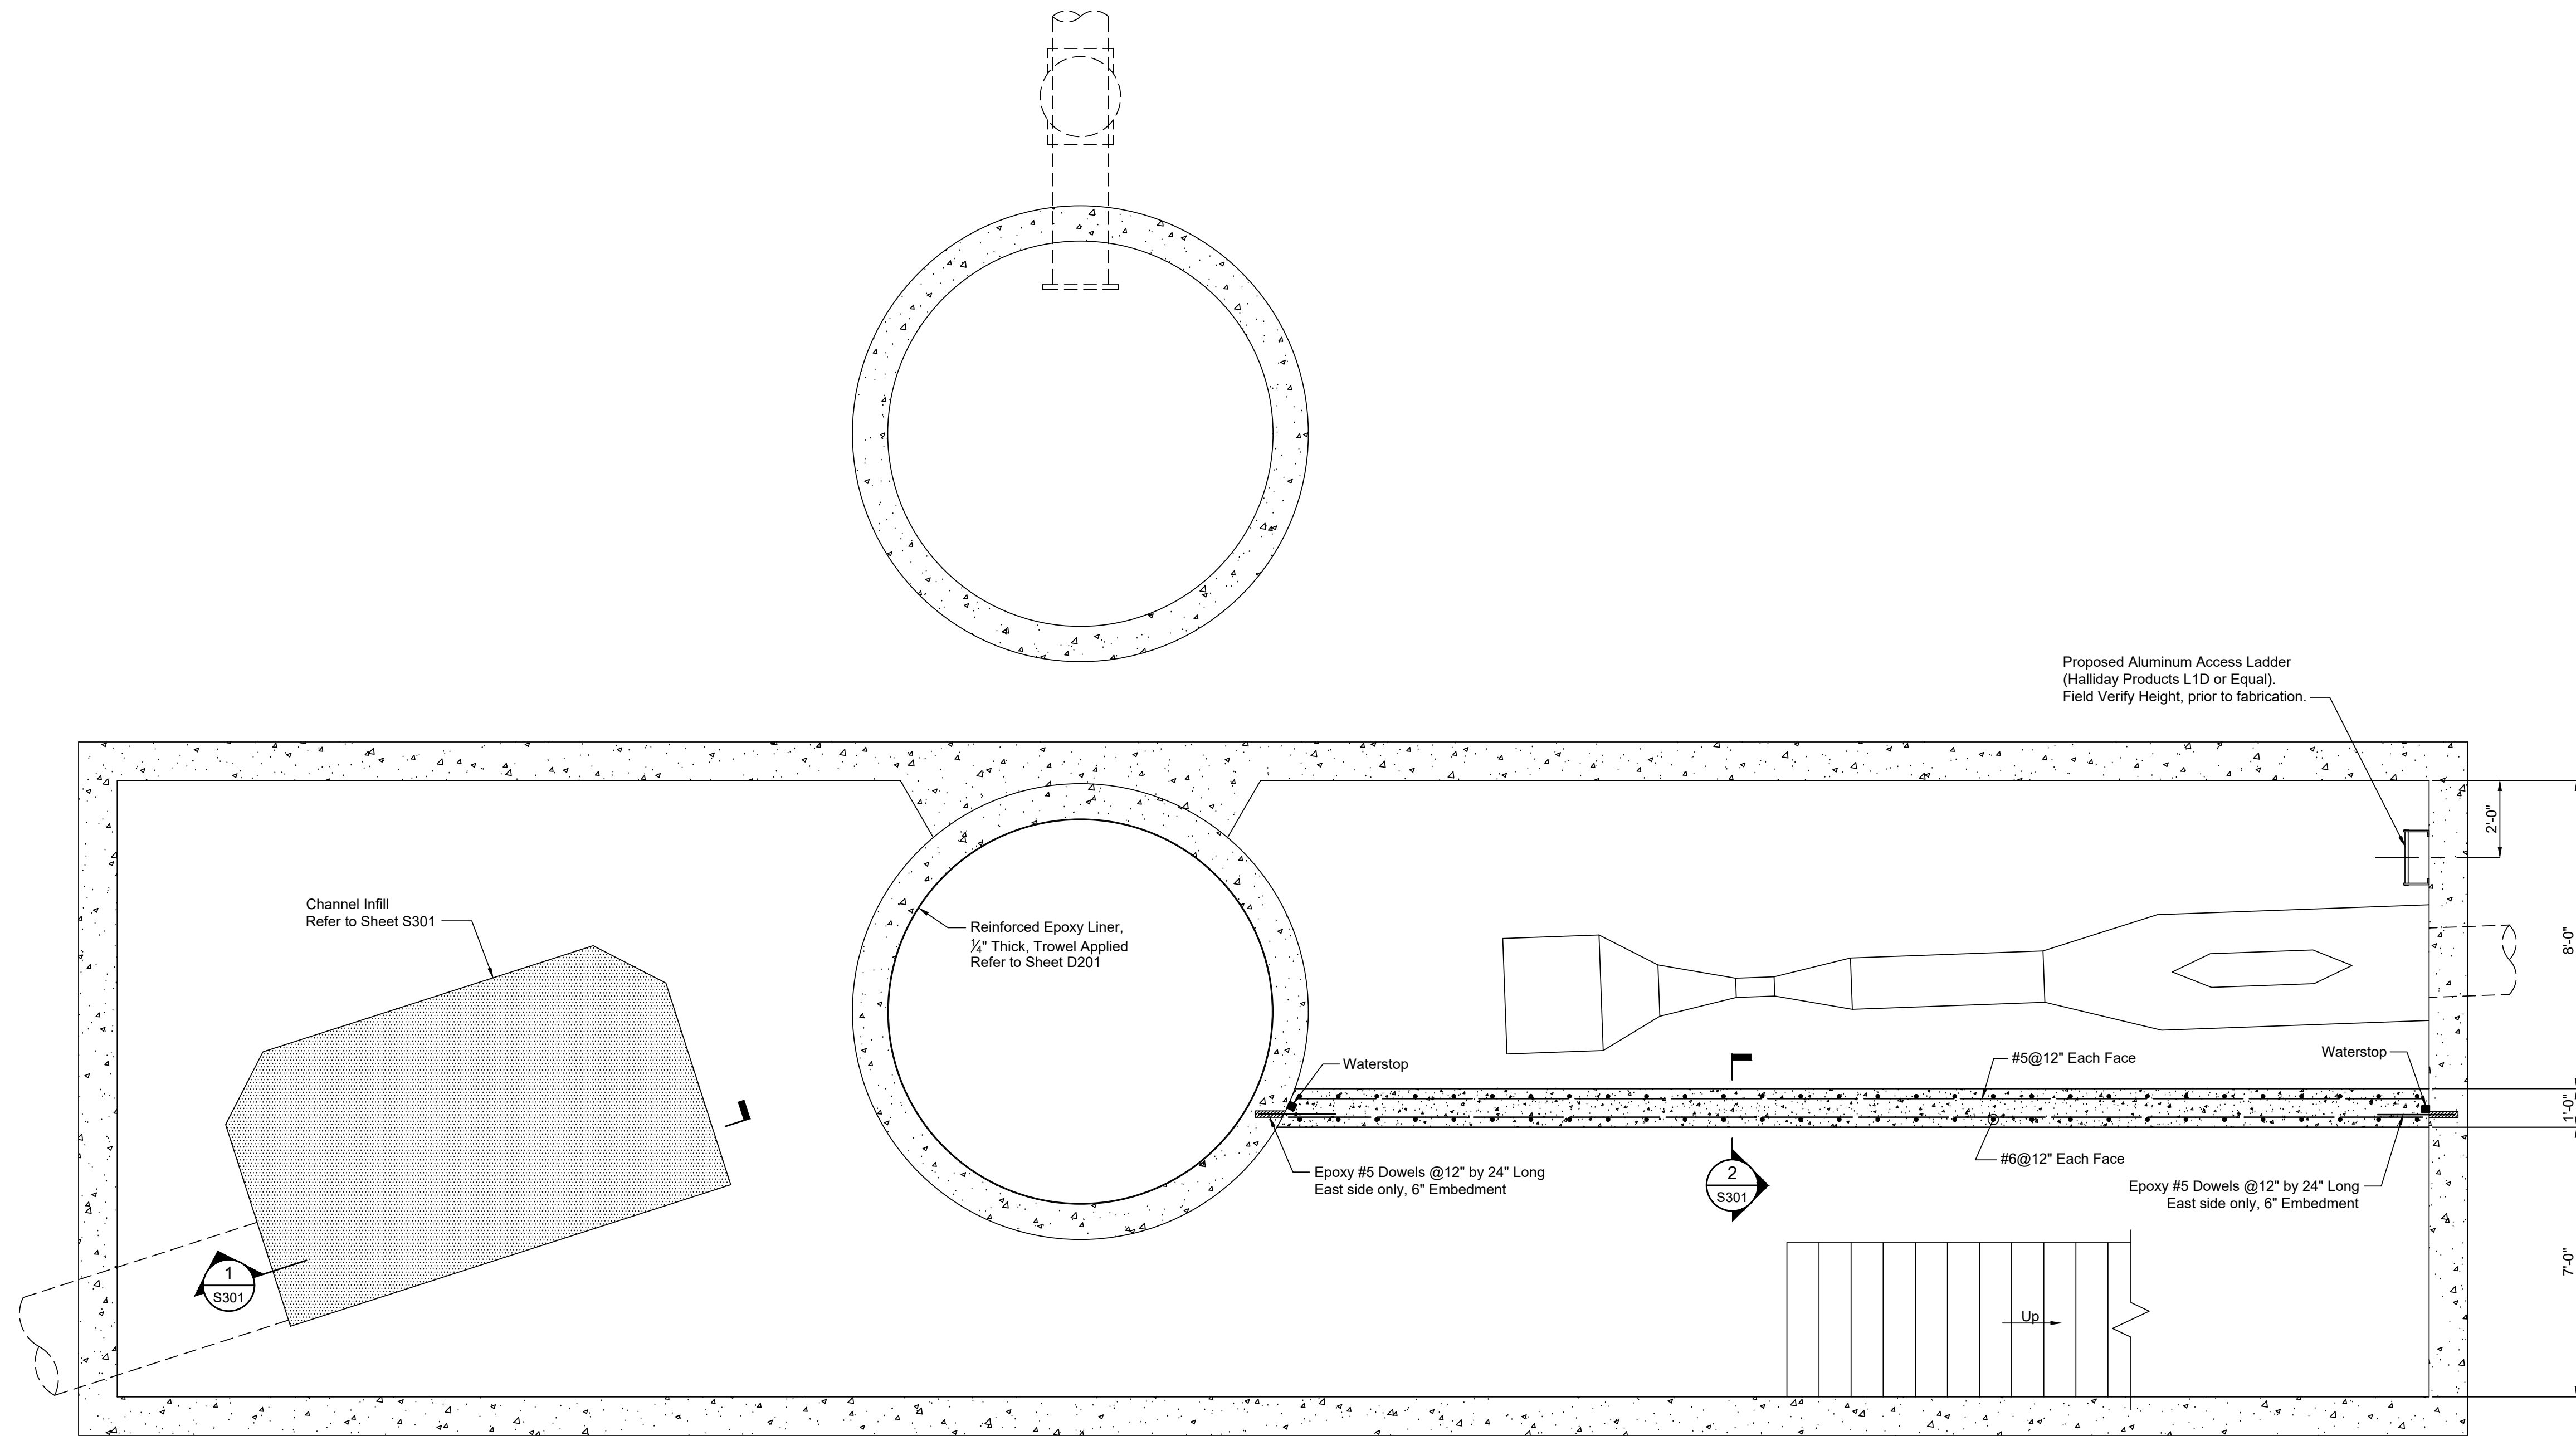 Proposed Aluminum Access Ladder
(Halliday Products L1D or Equal).
Field Verify Height, prior to fabrication.
2'-0"
Channel Infill
Refer to Sheet S301
Reinforced Epoxy Liner,
¼" Thick, Trowel Applied
Refer to Sheet D201
8'-0"
Waterstop
#5@12" Each Face
Waterstop
1'-0"
Epoxy #5 Dowels @12" by 24" Long
East side only, 6" Embedment
2
S301
#6@12" Each Face
Epoxy #5 Dowels @12" by 24" Long
East side only, 6" Embedment
1
S301
7'-0"
Up